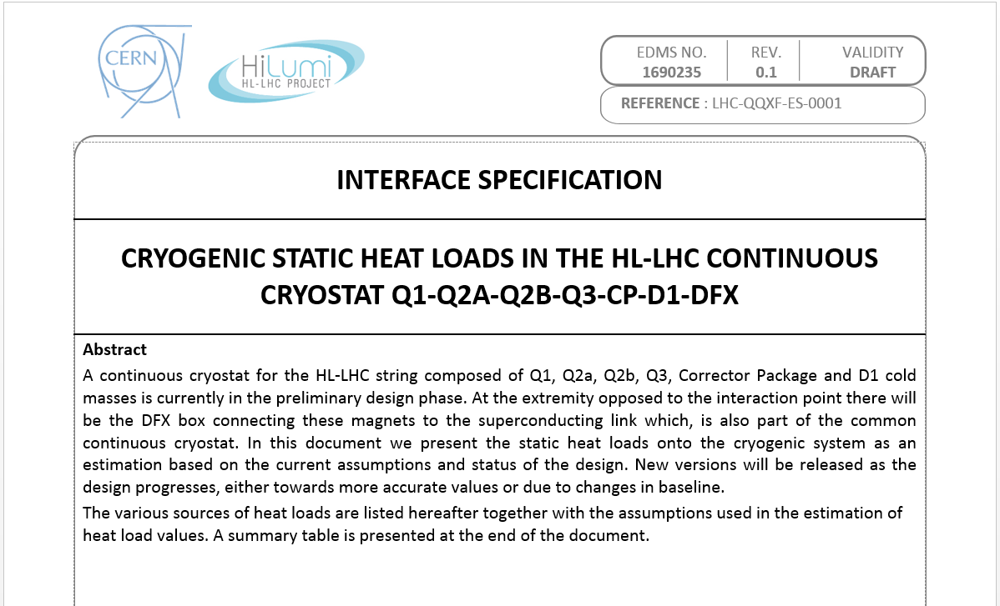 CERN
HiLumi
HL-LHC PROJECT
EDMS NO. REV. VALIDITY
1690235 0.1 DRAFT
REFERENCE : LHC-QQXF-ES-0001
INTERFACE SPECIFICATION
CRYOGENIC STATIC HEAT LOADS IN THE HL-LHC CONTINUOUS
CRYOSTAT Q1-Q2A-Q2B-Q3-CP-D1-DFX
Abstract
A continuous cryostat for the HL-LHC string composed of Q1, Q2a, Q2b, Q3, Corrector Package and D1 cold
masses is currently in the preliminary design phase. At the extremity opposed to the interaction point there will
be the DFX box connecting these magnets to the superconducting link which, is also part of the common
continuous cryostat. In this document we present the static heat loads onto the cryogenic system as an
estimation based on the current assumptions and status of the design. New versions will be released as the
design progresses, either towards more accurate values or due to changes in baseline.
The various sources of heat loads are listed hereafter together with the assumptions used in the estimation of
heat load values. A summary table is presented at the end of the document.